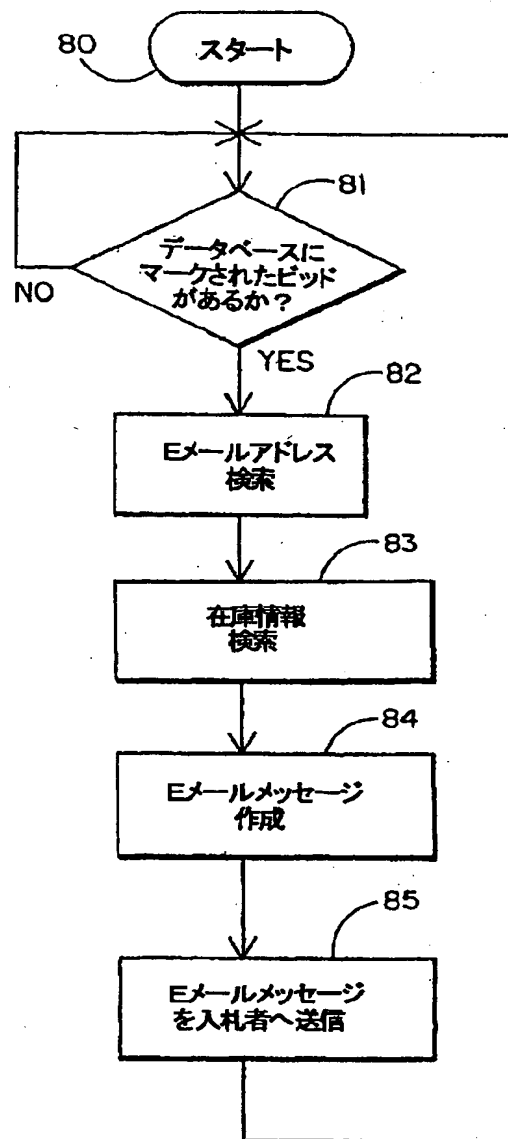 80
スタート
81
データベースに
マークされたビッド
があるか？
NO
YES
82
Eメールアドレス
検索
83
在庫情報
検索
84
Eメールメッセージ
作成
85
Eメールメッセージ
を入札者へ送信